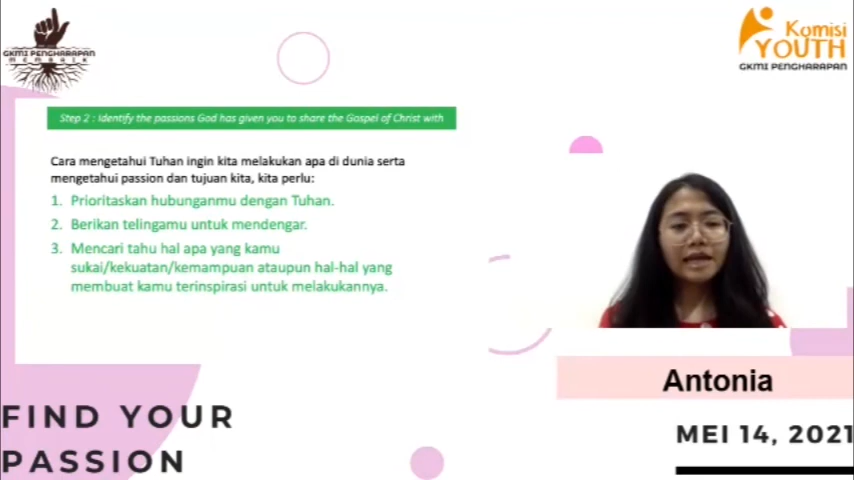 GKMI PENGHARAPAN
MEMBAIK
Komisi
YOUTH
GKMI PENGHARAPAN
Step 2 : Identify the passions God has given you to share the Gospel of Christ with
Cara mengetahui Tuhan ingin kita melakukan apa di dunia serta
mengetahui passion dan tujuan kita, kita perlu:
1. Prioritaskan hubunganmu dengan Tuhan.
2. Berikan telingamu untuk mendengar.
3. Mencari tahu hal apa yang kamu
sukai/kekuatan/kemampuan ataupun hal-hal yang
membuat kamu terinspirasi untuk melakukannya.
Antonia
FIND YOUR
PASSION
MEI 14, 2021